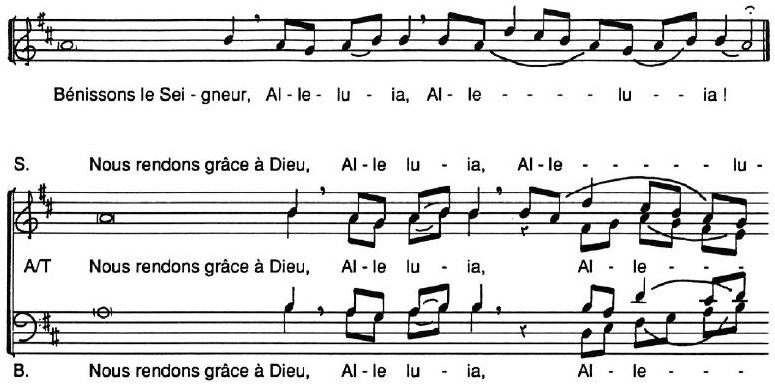 Bénissons le Sei - gneur, Al - le - lu - ia, Al - le - - - - - lu - - ia !
S. Nous rendons grâce à Dieu, Al - le lu - ia, Al - le - - - - - lu -
A/T Nous rendons grâce à Dieu, Al - le lu - ia, Al - le - - - -
B. Nous rendons grâce à Dieu, Al - le lu - ia, Al - le - - - -